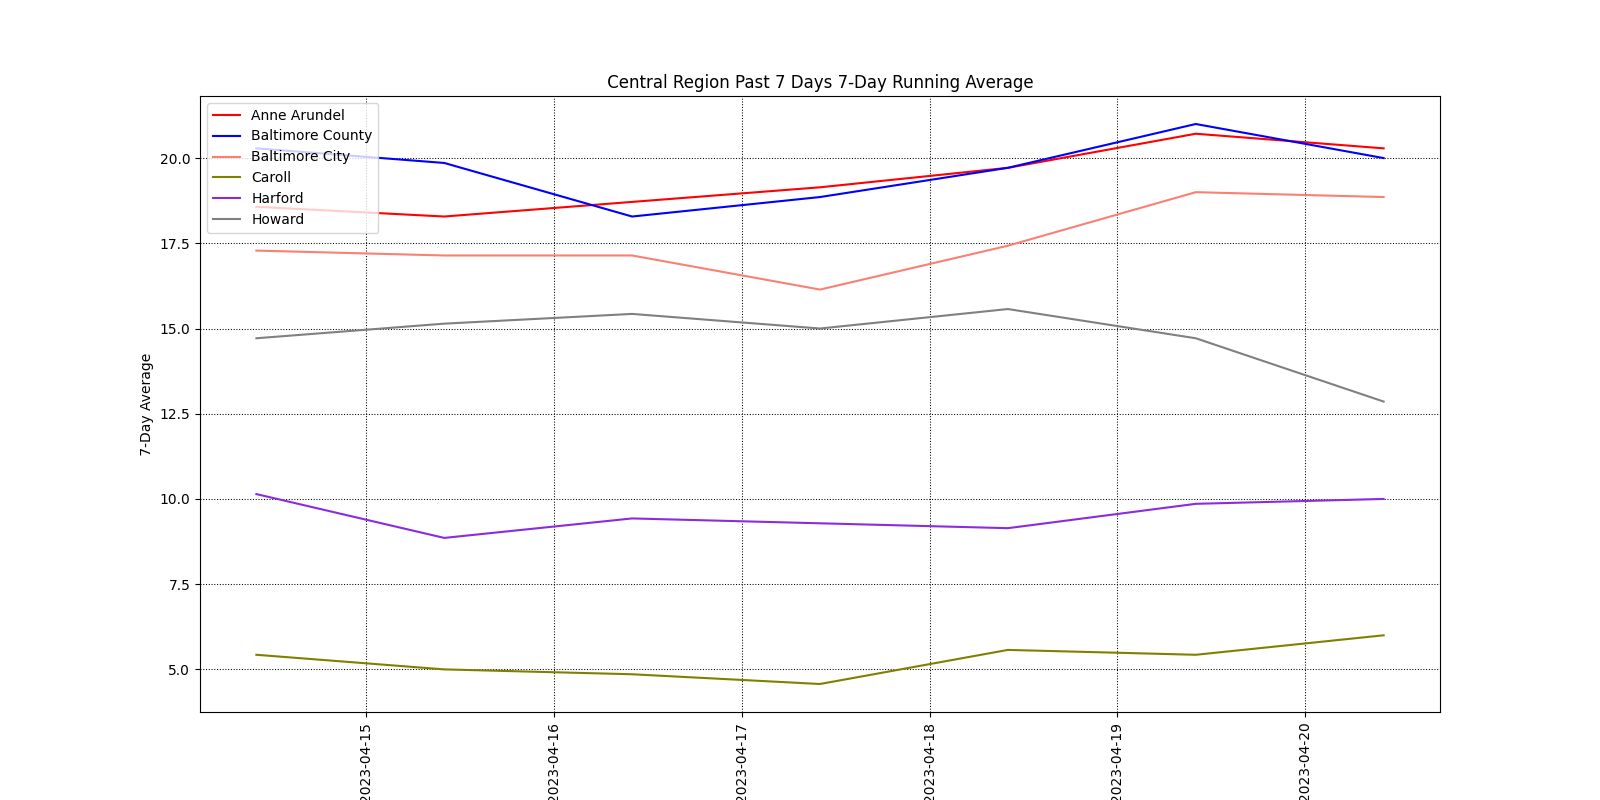 Central Region Past 7 Days 7-Day Running Average
Anne Arundel
Baltimore County
Baltimore City
Caroll
Harford
Howard
7-Day Average
20.0
17.5
15.0
12.5
10.0
7.5
5.0
2023-04-15
2023-04-16
2023-04-17
2023-04-18
2023-04-19
2023-04-20